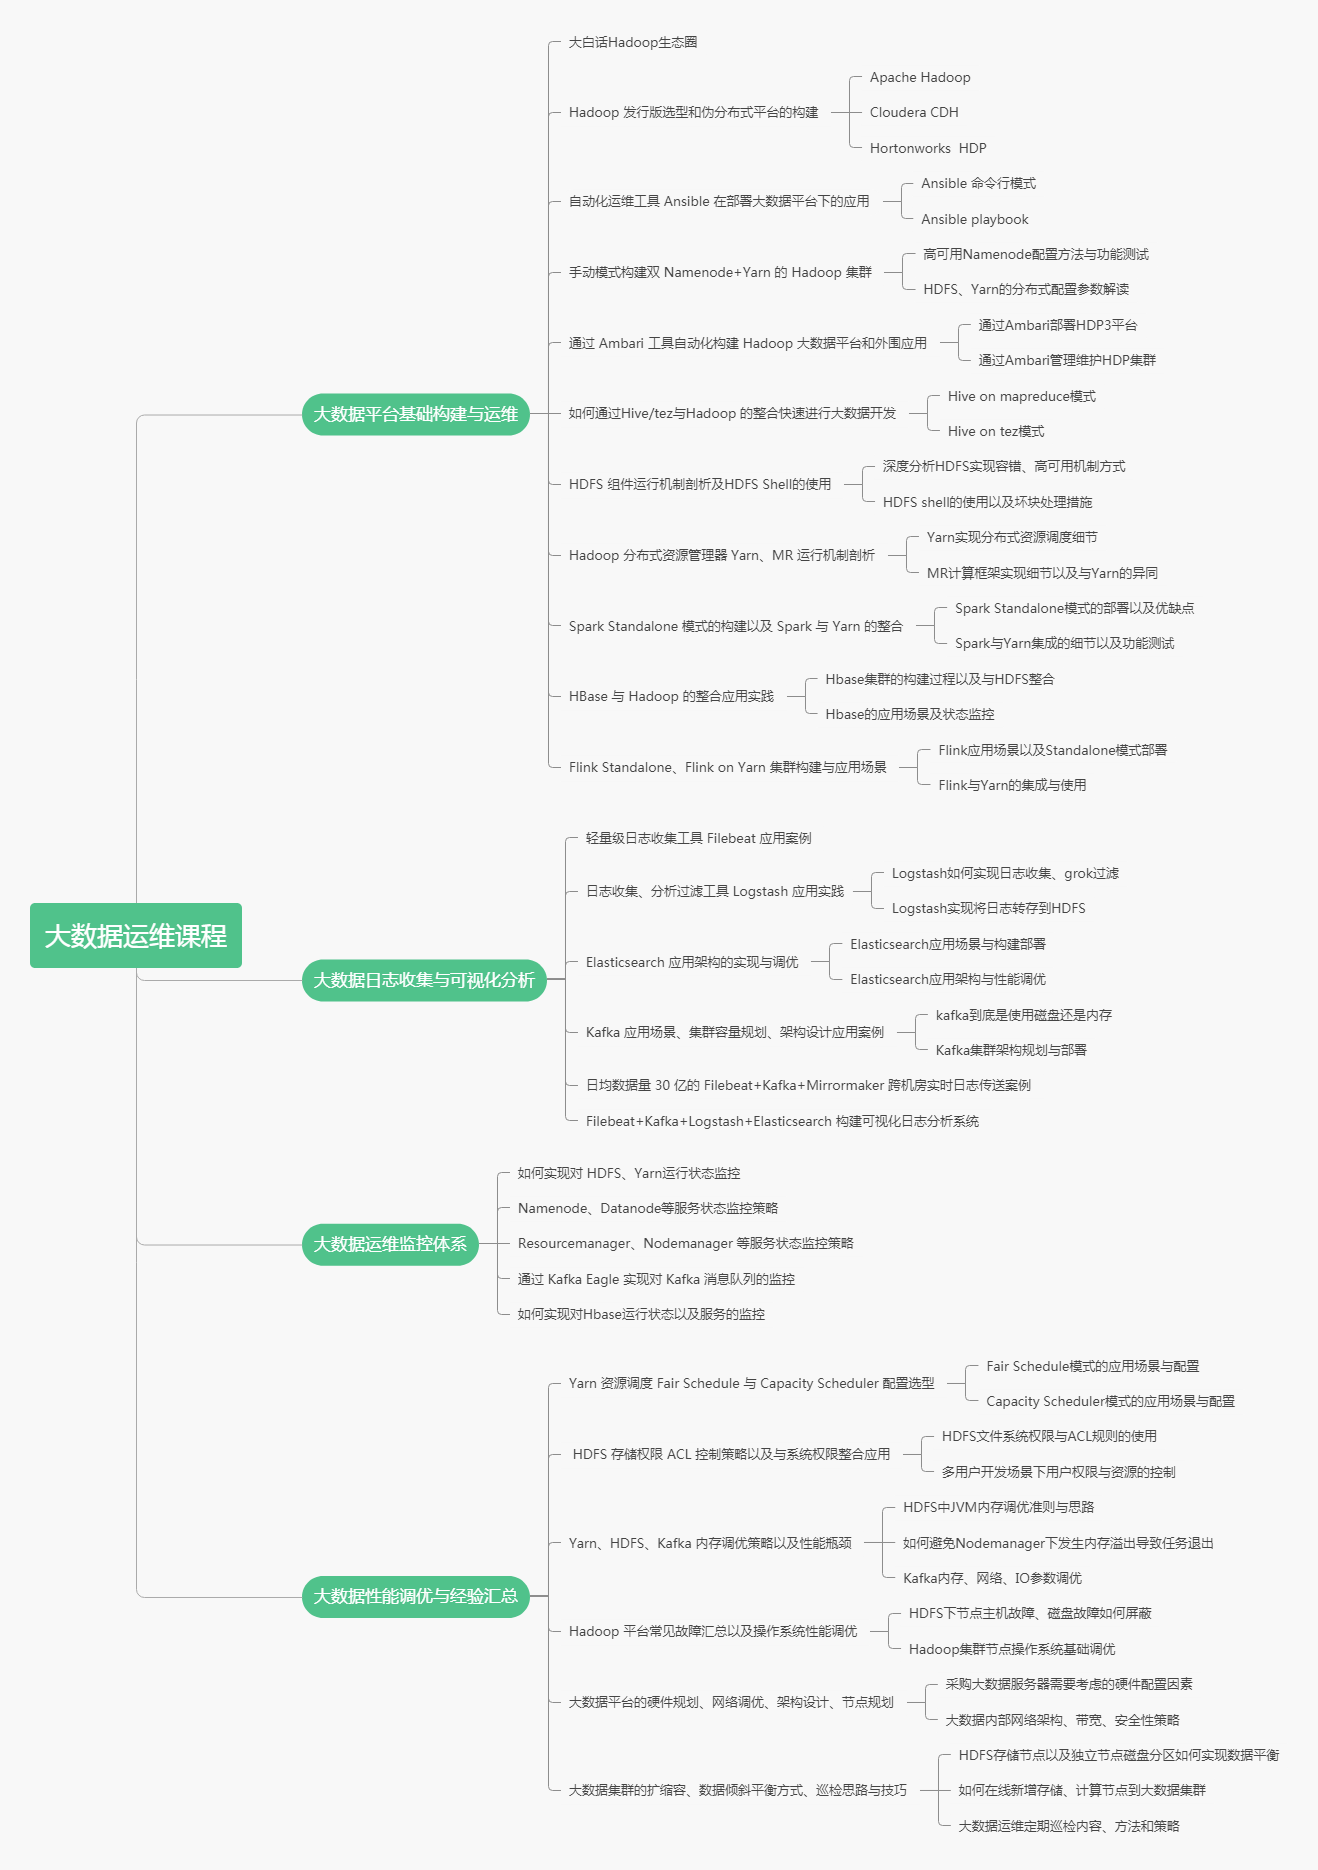 大数据运维课程
大数据平台基础构建与运维
大白话Hadoop生态圈
Hadoop 发行版选型和伪分布式平台的构建
Apache Hadoop
Cloudera CDH
Hortonworks  HDP
自动化运维工具 Ansible 在部署大数据平台下的应用
Ansible 命令行模式
Ansible playbook
手动模式构建双 Namenode+Yarn 的 Hadoop 集群
高可用Namenode配置方法与功能测试
HDFS、Yarn的分布式配置参数解读
通过 Ambari 工具自动化构建 Hadoop 大数据平台和外围应用
通过Ambari部署HDP3平台
通过Ambari管理维护HDP集群
如何通过Hive/tez与Hadoop 的整合快速进行大数据开发
Hive on mapreduce模式
Hive on tez模式
HDFS 组件运行机制剖析及HDFS Shell的使用
深度分析HDFS实现容错、高可用机制方式
HDFS shell的使用以及坏块处理措施
Hadoop 分布式资源管理器 Yarn、MR 运行机制剖析
Yarn实现分布式资源调度细节
MR计算框架实现细节以及与Yarn的异同
Spark Standalone 模式的构建以及 Spark 与 Yarn 的整合
Spark Standalone模式的部署以及优缺点
Spark与Yarn集成的细节以及功能测试
HBase 与 Hadoop 的整合应用实践
Hbase集群的构建过程以及与HDFS整合
Hbase的应用场景及状态监控
Flink Standalone、Flink on Yarn 集群构建与应用场景
Flink应用场景以及Standalone模式部署
Flink与Yarn的集成与使用
大数据日志收集与可视化分析
轻量级日志收集工具 Filebeat 应用案例
日志收集、分析过滤工具 Logstash 应用实践
Logstash如何实现日志收集、grok过滤
Logstash实现将日志转存到HDFS
Elasticsearch 应用架构的实现与调优
Elasticsearch应用场景与构建部署
Elasticsearch应用架构与性能调优
Kafka 应用场景、集群容量规划、架构设计应用案例
kafka到底是使用磁盘还是内存
Kafka集群架构规划与部署
日均数据量 30 亿的 Filebeat+Kafka+Mirrormaker 跨机房实时日志传送案例
Filebeat+Kafka+Logstash+Elasticsearch 构建可视化日志分析系统
大数据运维监控体系
如何实现对 HDFS、Yarn运行状态监控
Namenode、Datanode等服务状态监控策略
Resourcemanager、Nodemanager 等服务状态监控策略
通过 Kafka Eagle 实现对 Kafka 消息队列的监控
如何实现对Hbase运行状态以及服务的监控
大数据性能调优与经验汇总
Yarn 资源调度 Fair Schedule 与 Capacity Scheduler 配置选型
Fair Schedule模式的应用场景与配置
Capacity Scheduler模式的应用场景与配置
HDFS 存储权限 ACL 控制策略以及与系统权限整合应用
HDFS文件系统权限与ACL规则的使用
多用户开发场景下用户权限与资源的控制
Yarn、HDFS、Kafka 内存调优策略以及性能瓶颈
HDFS中JVM内存调优准则与思路
如何避免Nodemanager下发生内存溢出导致任务退出
Kafka内存、网络、IO参数调优
Hadoop 平台常见故障汇总以及操作系统性能调优
HDFS下节点主机故障、磁盘故障如何屏蔽
Hadoop集群节点操作系统基础调优
大数据平台的硬件规划、网络调优、架构设计、节点规划
采购大数据服务器需要考虑的硬件配置因素
大数据内部网络架构、带宽、安全性策略
大数据集群的扩缩容、数据倾斜平衡方式、巡检思路与技巧
HDFS存储节点以及独立节点磁盘分区如何实现数据平衡
如何在线新增存储、计算节点到大数据集群
大数据运维定期巡检内容、方法和策略